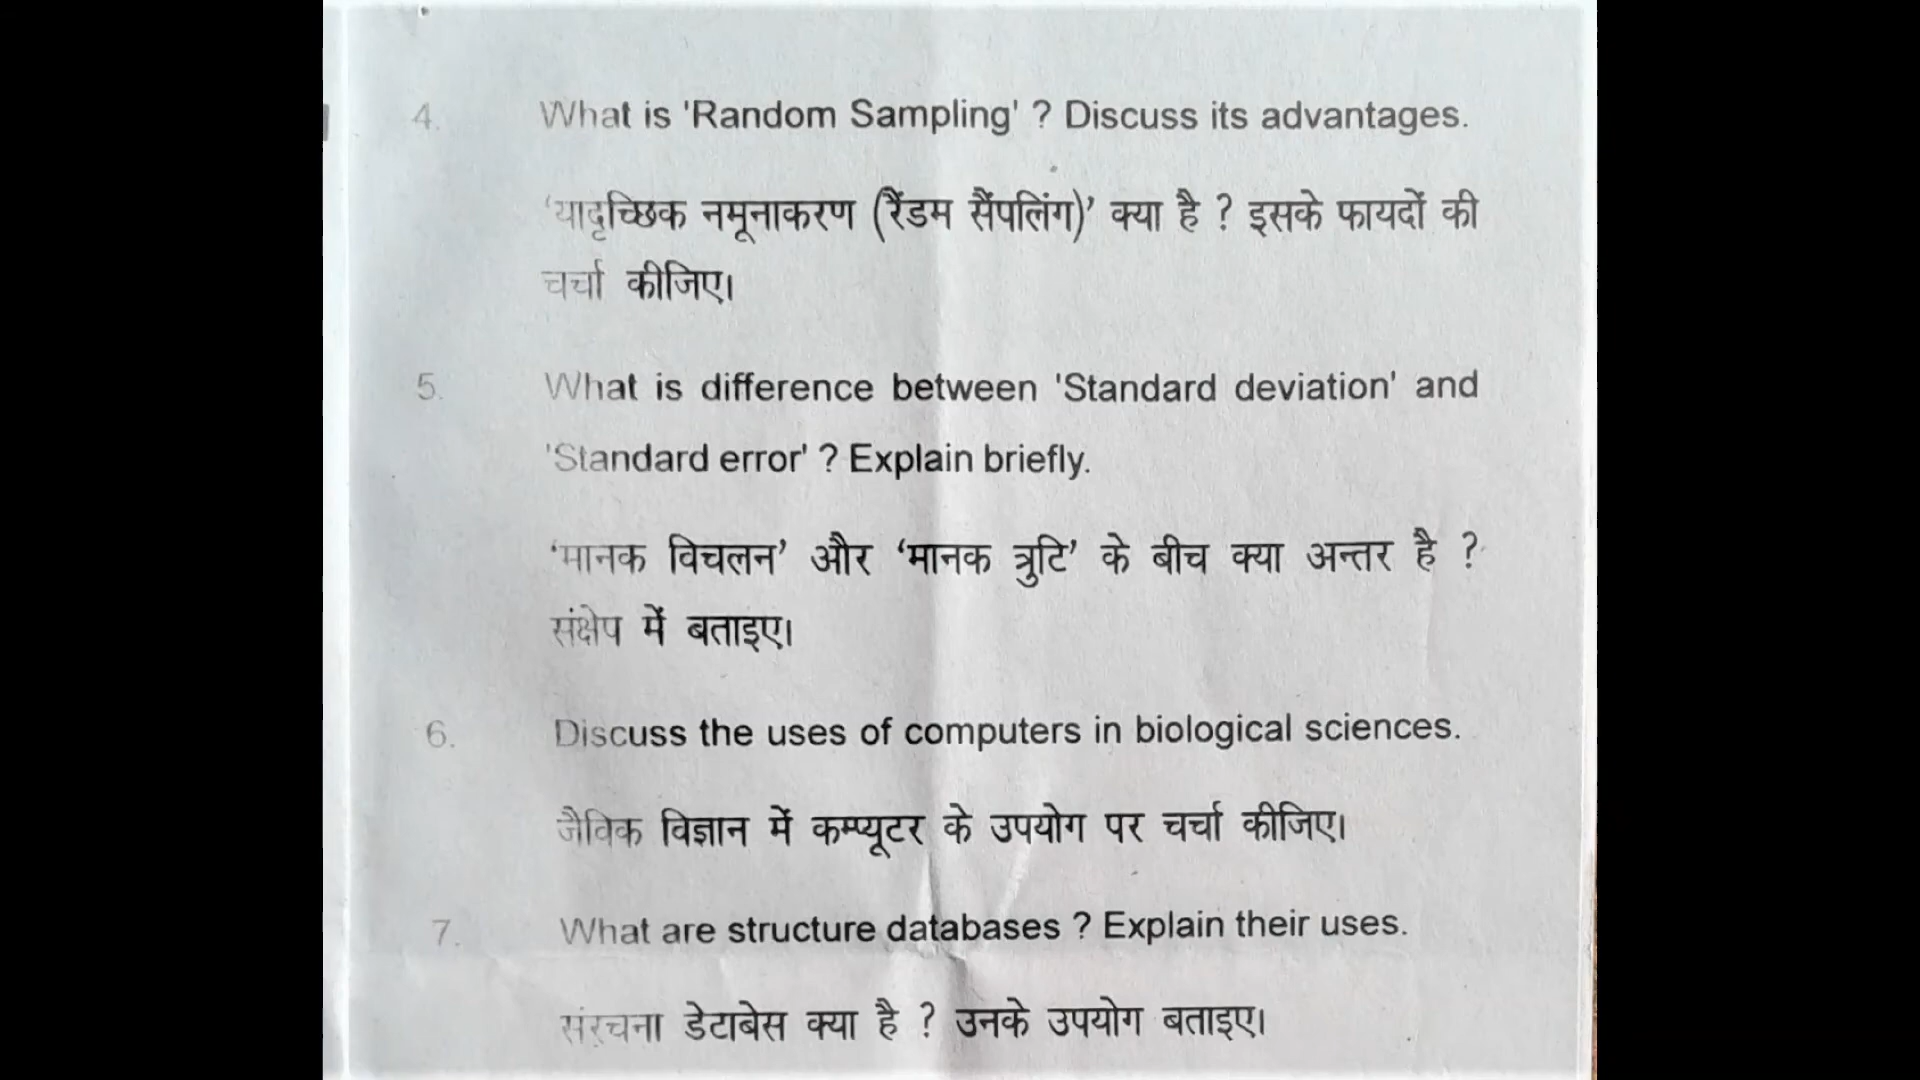 4. What is 'Random Sampling' ? Discuss its advantages.
‘यादृच्छिक नमूनाकरण (रैंडम सैंपलिंग)’ क्या है ? इसके फायदों की
चर्चा कीजिए।
5. What is difference between 'Standard deviation' and
'Standard error' ? Explain briefly.
‘मानक विचलन’ और ‘मानक त्रुटि’ के बीच क्या अन्तर है ?
संक्षेप में बताइए।
6. Discuss the uses of computers in biological sciences.
जैविक विज्ञान में कम्प्यूटर के उपयोग पर चर्चा कीजिए।
7. What are structure databases ? Explain their uses.
संरचना डेटाबेस क्या है ? उनके उपयोग बताइए।